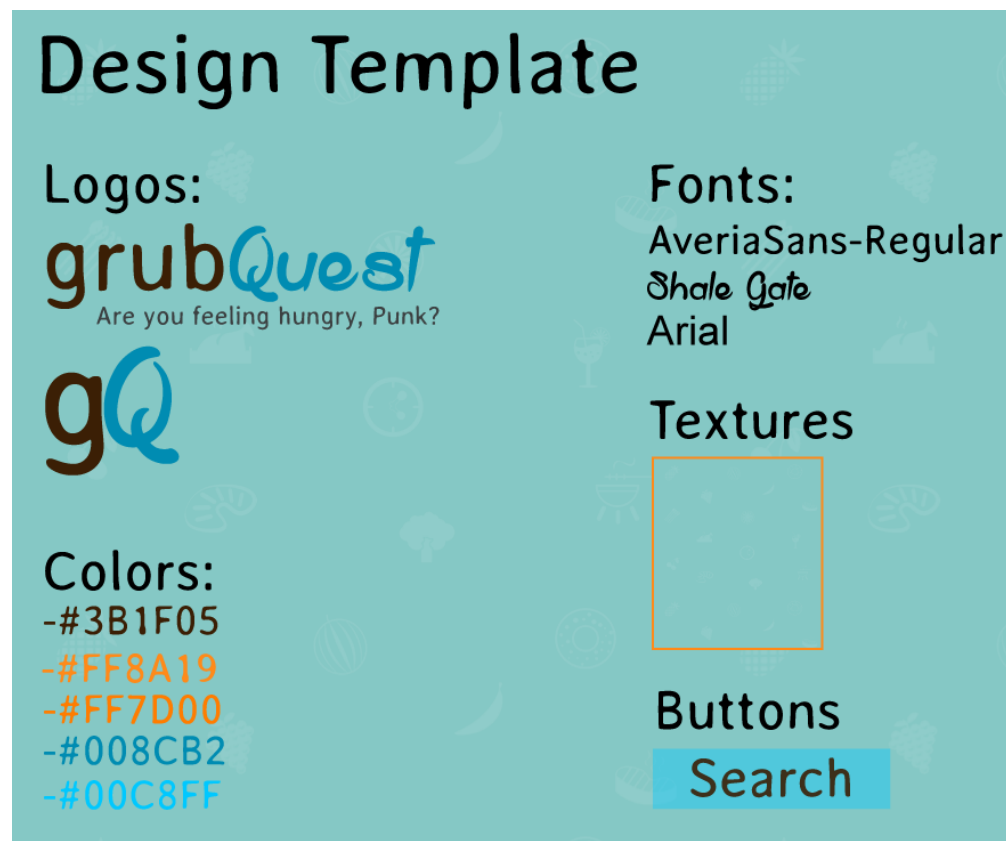 Design Template
Logos:
grubQuest
Are you feeling hungry, Punk?
gQ
Colors:
-#3B1F05
-#FF8A19
-#FF7D00
-#008CB2
-#00C8FF
Fonts:
AveriaSans-Regular
Shale Gate
Arial
Textures
Buttons
Search